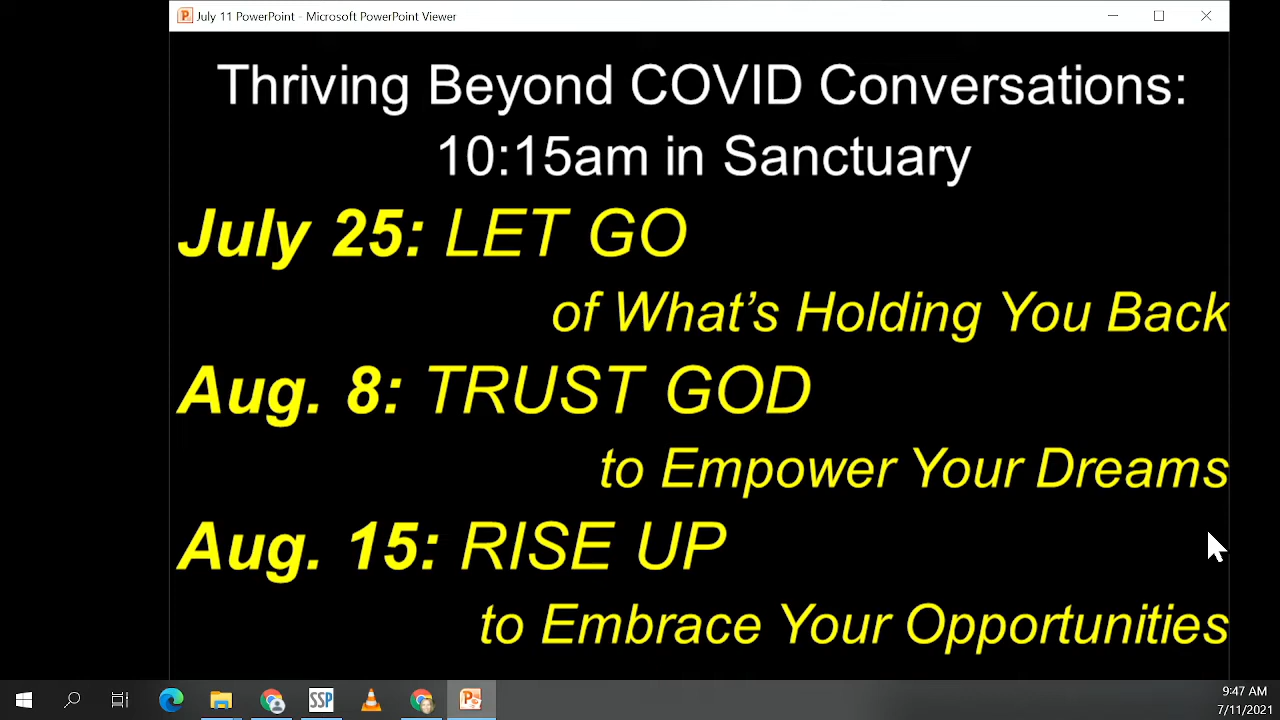 July 11 PowerPoint - Microsoft PowerPoint Viewer
Thriving Beyond COVID Conversations:
10:15am in Sanctuary
July 25: LET GO
of What's Holding You Back
Aug. 8: TRUST GOD
to Empower Your Dreams
Aug. 15: RISE UP
to Embrace Your Opportunities
SSP
9:47 AM
7/11/2021